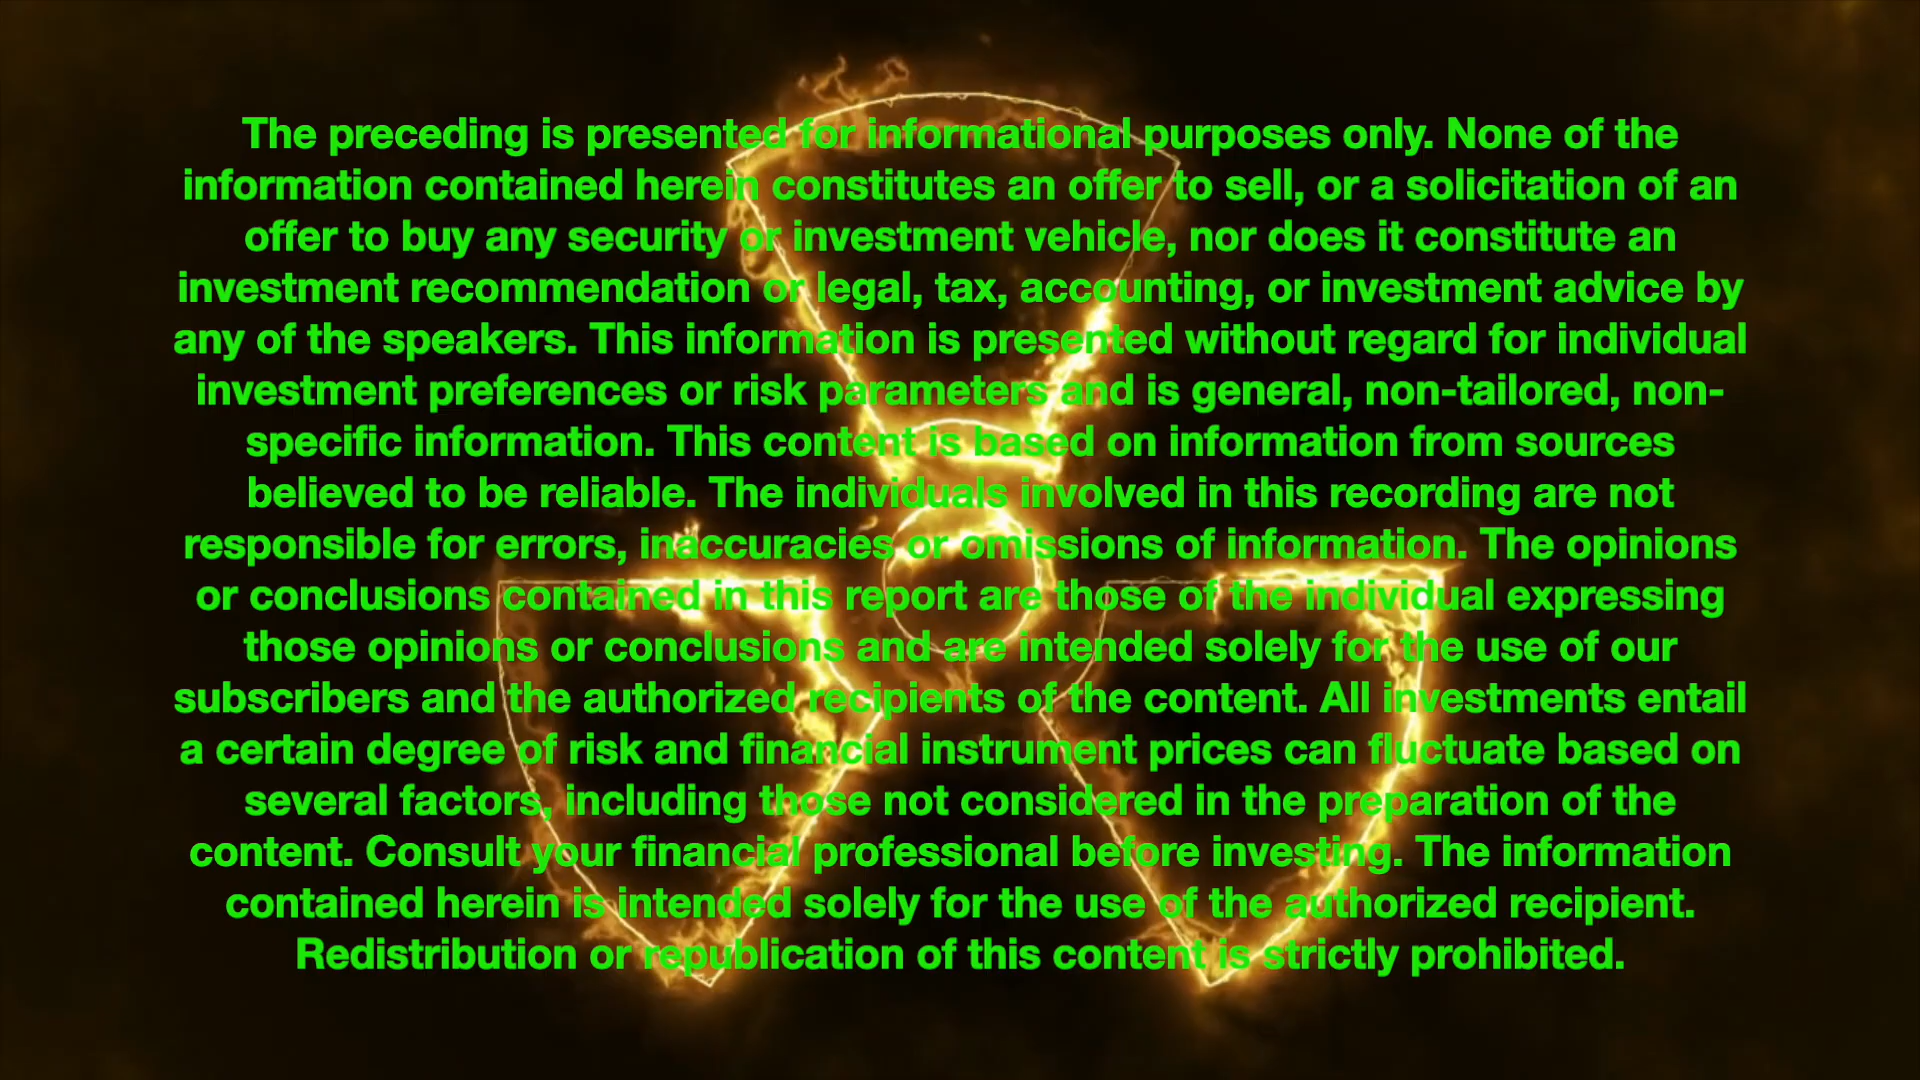 The preceding is presented for informational purposes only. None of the
information contained herein constitutes an offer to sell, or a solicitation of an
offer to buy any security or investment vehicle, nor does it constitute an
investment recommendation or legal, tax, accounting, or investment advice by
any of the speakers. This information is presented without regard for individual
investment preferences or risk parameters and is general, non-tailored, non-
specific information. This content is based on information from sources
believed to be reliable. The individuals involved in this recording are not
responsible for errors, inaccuracies or omissions of information. The opinions
or conclusions contained in this report are those of the individual expressing
those opinions or conclusions and are intended solely for the use of our
subscribers and the authorized recipients of the content. All investments entail
a certain degree of risk and financial instrument prices can fluctuate based on
several factors, including those not considered in the preparation of the
content. Consult your financial professional before investing. The information
contained herein is intended solely for the use of the authorized recipient.
Redistribution or republication of this content is strictly prohibited.